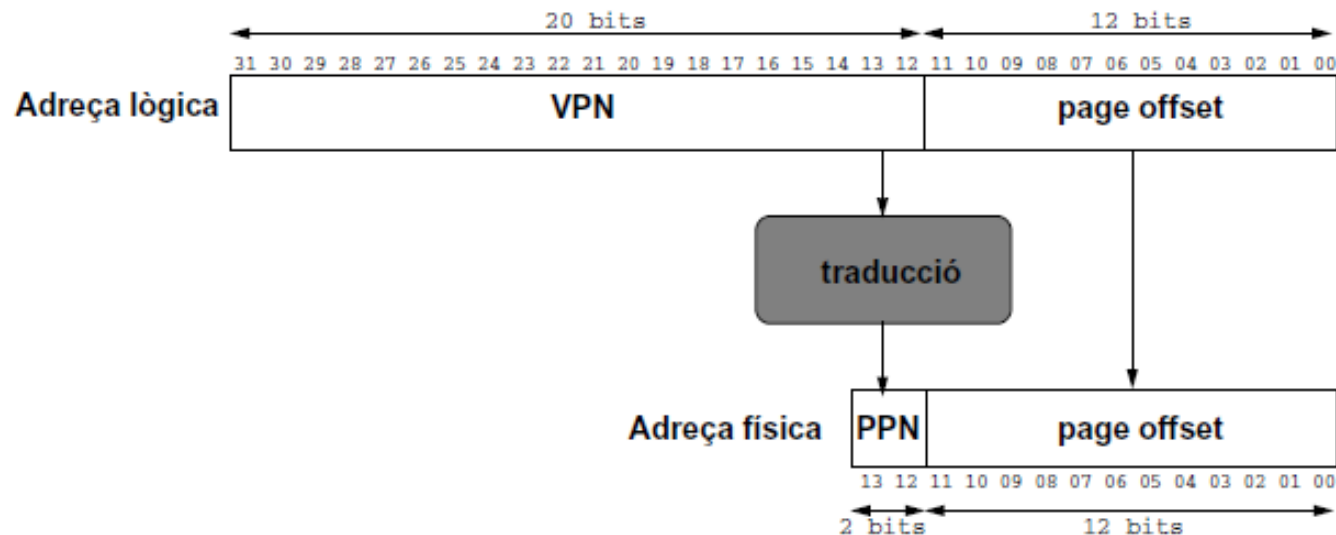 20 bits 12 bits
31 30 29 28 27 26 25 24 23 22 21 20 19 18 17 16 15 14 13 12 11 10 09 08 07 06 05 04 03 02 01 00
Adreça lògica VPN page offset
traducció
Adreça física PPN page offset
13 12 11 10 09 08 07 06 05 04 03 02 01 00
2 bits 12 bits